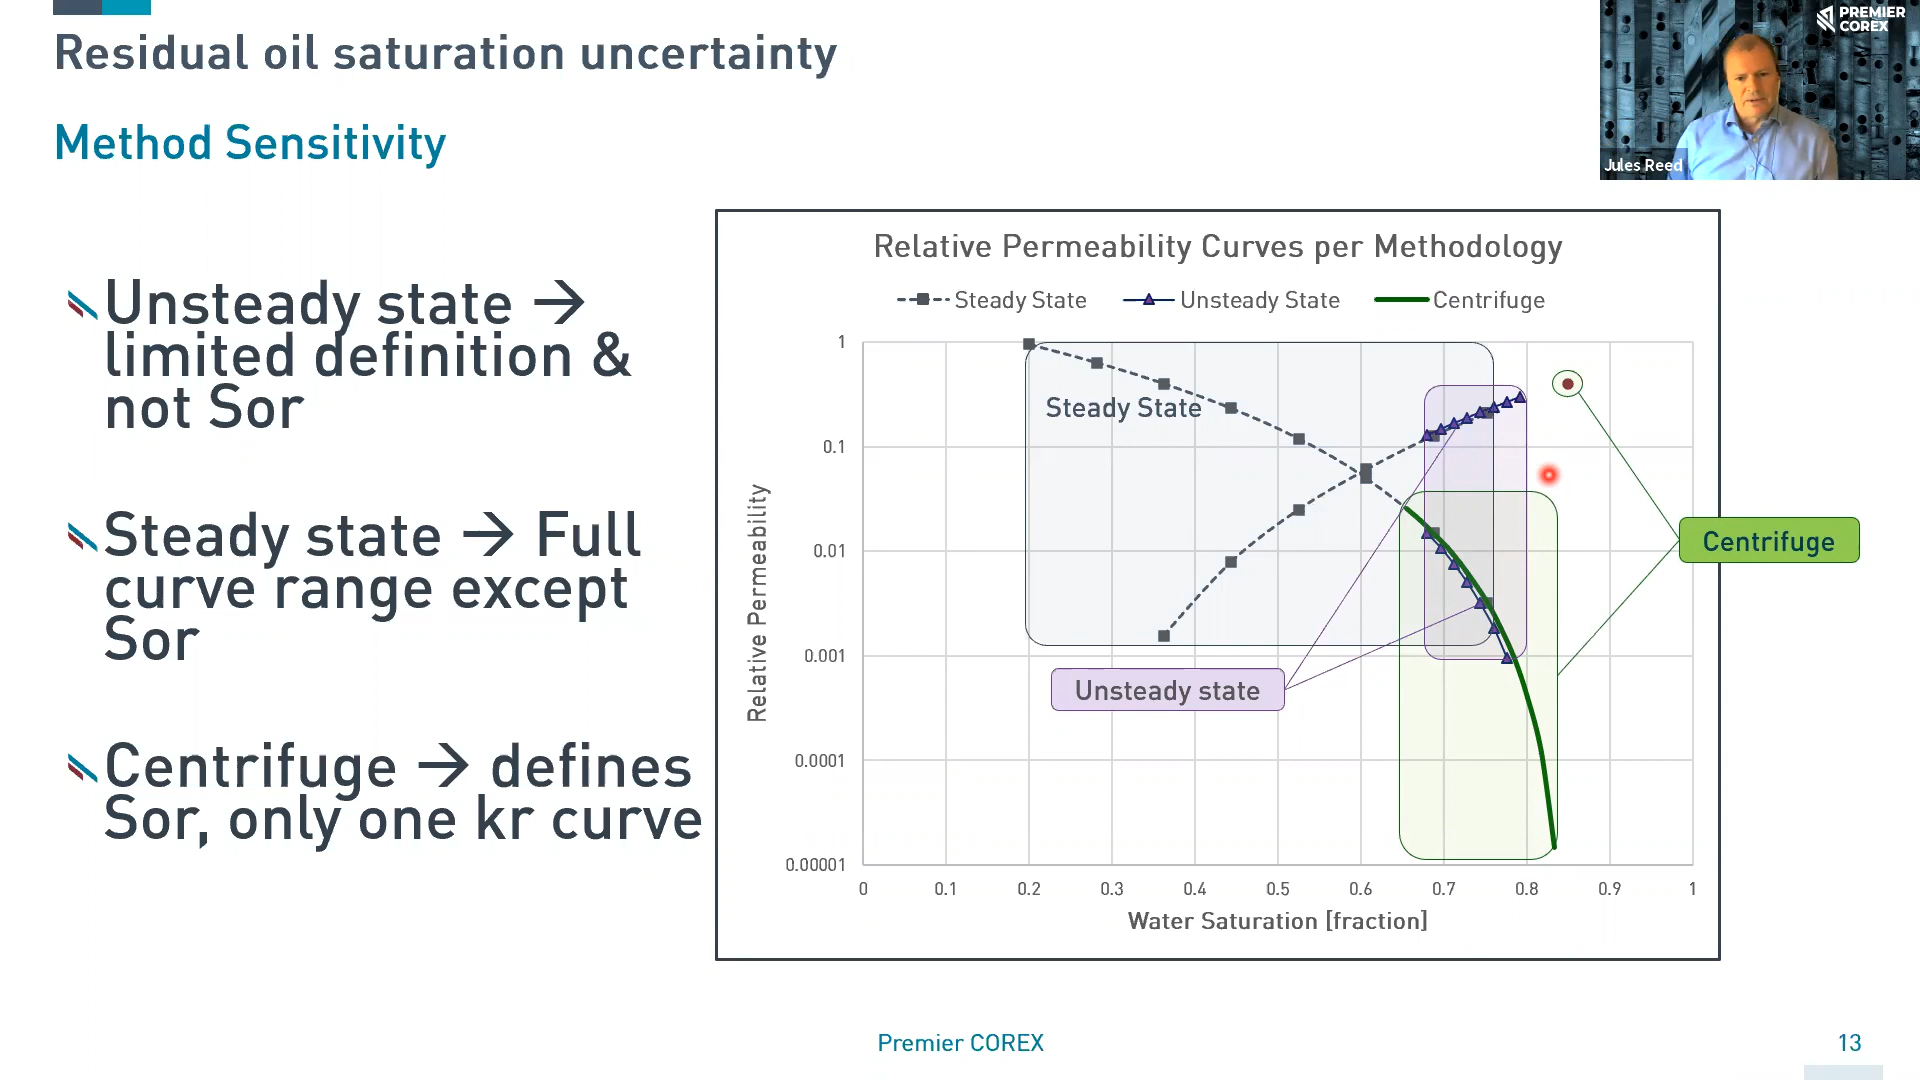 Residual oil saturation uncertainty
PREMIER
COREX
Method Sensitivity
Jules Reed
Unsteady state →
limited definition &
not Sor
Steady state → Full
curve range except
Sor
Centrifuge → defines
Sor, only one kr curve
Relative Permeability Curves per Methodology
Steady State Unsteady State Centrifuge
1
0.1
0.01
0.001
0.0001
0.00001
Relative Permeability
Steady State
Unsteady state
Centrifuge
0 0.1 0.2 0.3 0.4 0.5 0.6 0.7 0.8 0.9 1
Water Saturation [fraction]
Premier COREX
13